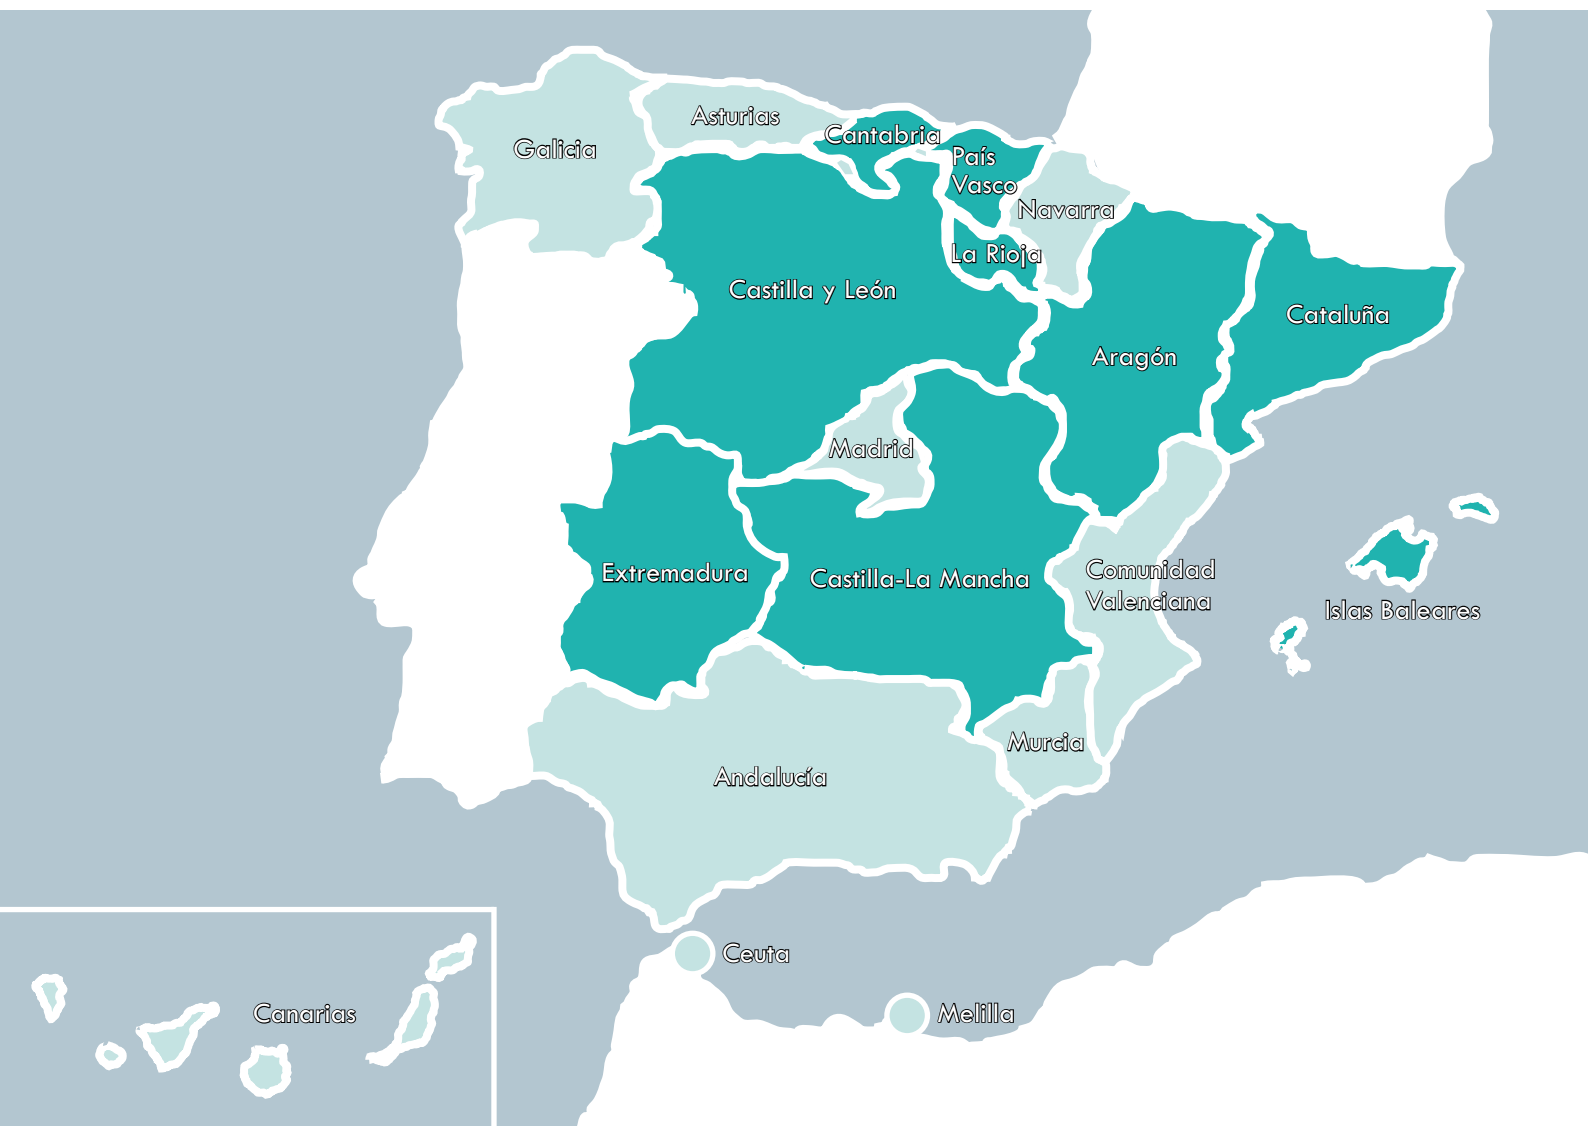 Asturias
Galicia
Cantabria
País
Vasco
Navarra
La Rioja
Castilla y León
Cataluña
Aragón
Madrid
Extremadura
Castilla-La Mancha
Comunidad
Valenciana
Islas Baleares
Murcia
Andalucía
Ceuta
Canarias
Melilla